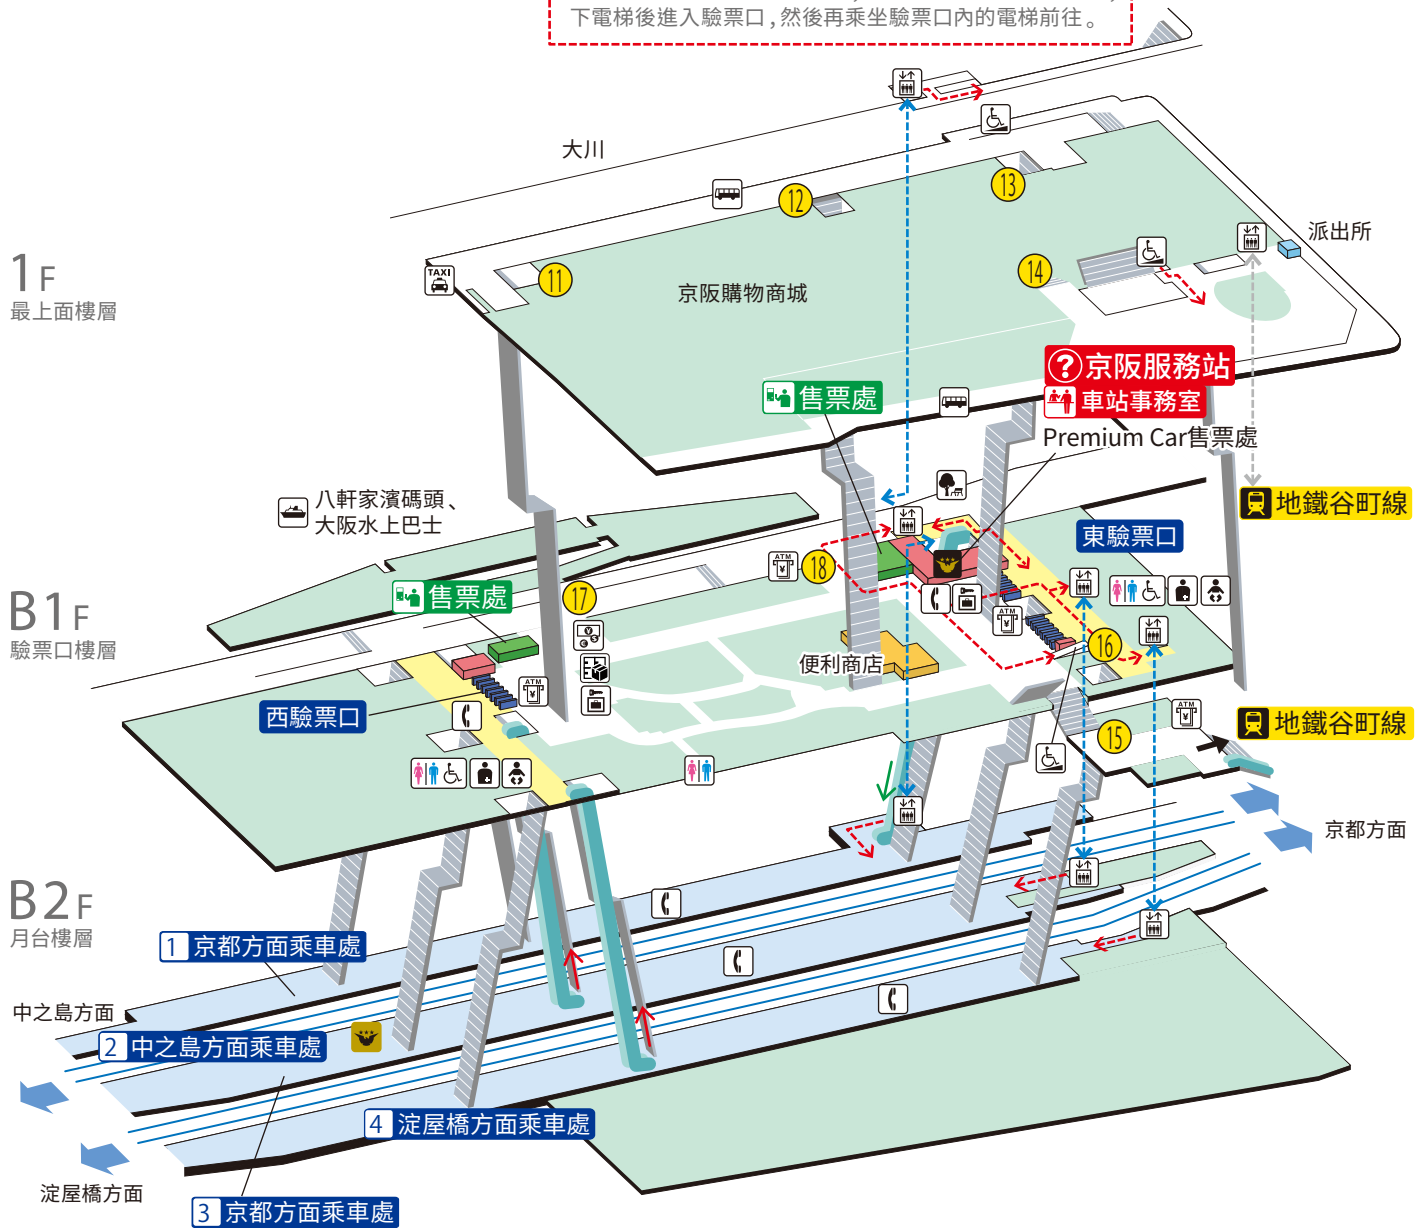 下電梯後進入驗票口,然後再乘坐驗票口內的電梯前往。
大川
13
12
派出所
1F
最上面樓層
TAXI
11
14
京阪購物商城
?京阪服務站
售票處
車站事務室
Premium Car售票處
八軒家濱碼頭、
大阪水上巴士
地鐵谷町線
東驗票口
ATM
¥
18
B1F
驗票口樓層
售票處
17
ATM
¥
16
便利商店
ATM
¥
西驗票口
ATM
¥
15
地鐵谷町線
京都方面
B2F
月台樓層
1 京都方面乘車處
中之島方面
2 中之島方面乘車處
4 淀屋橋方面乘車處
淀屋橋方面
3 京都方面乘車處